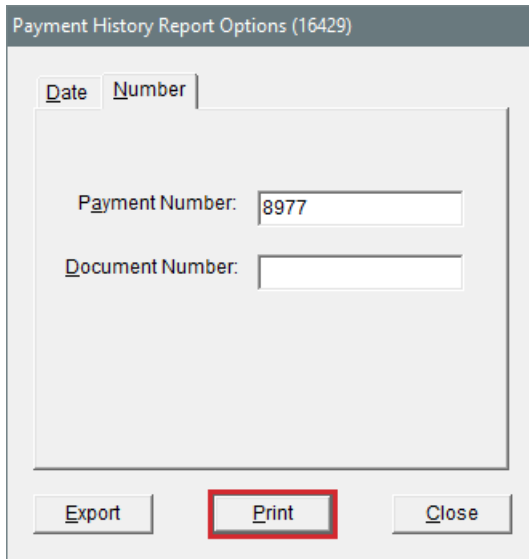 Payment History Report Options (16429)
Date Number
Payment Number: 8977
Document Number:
Export Print Close